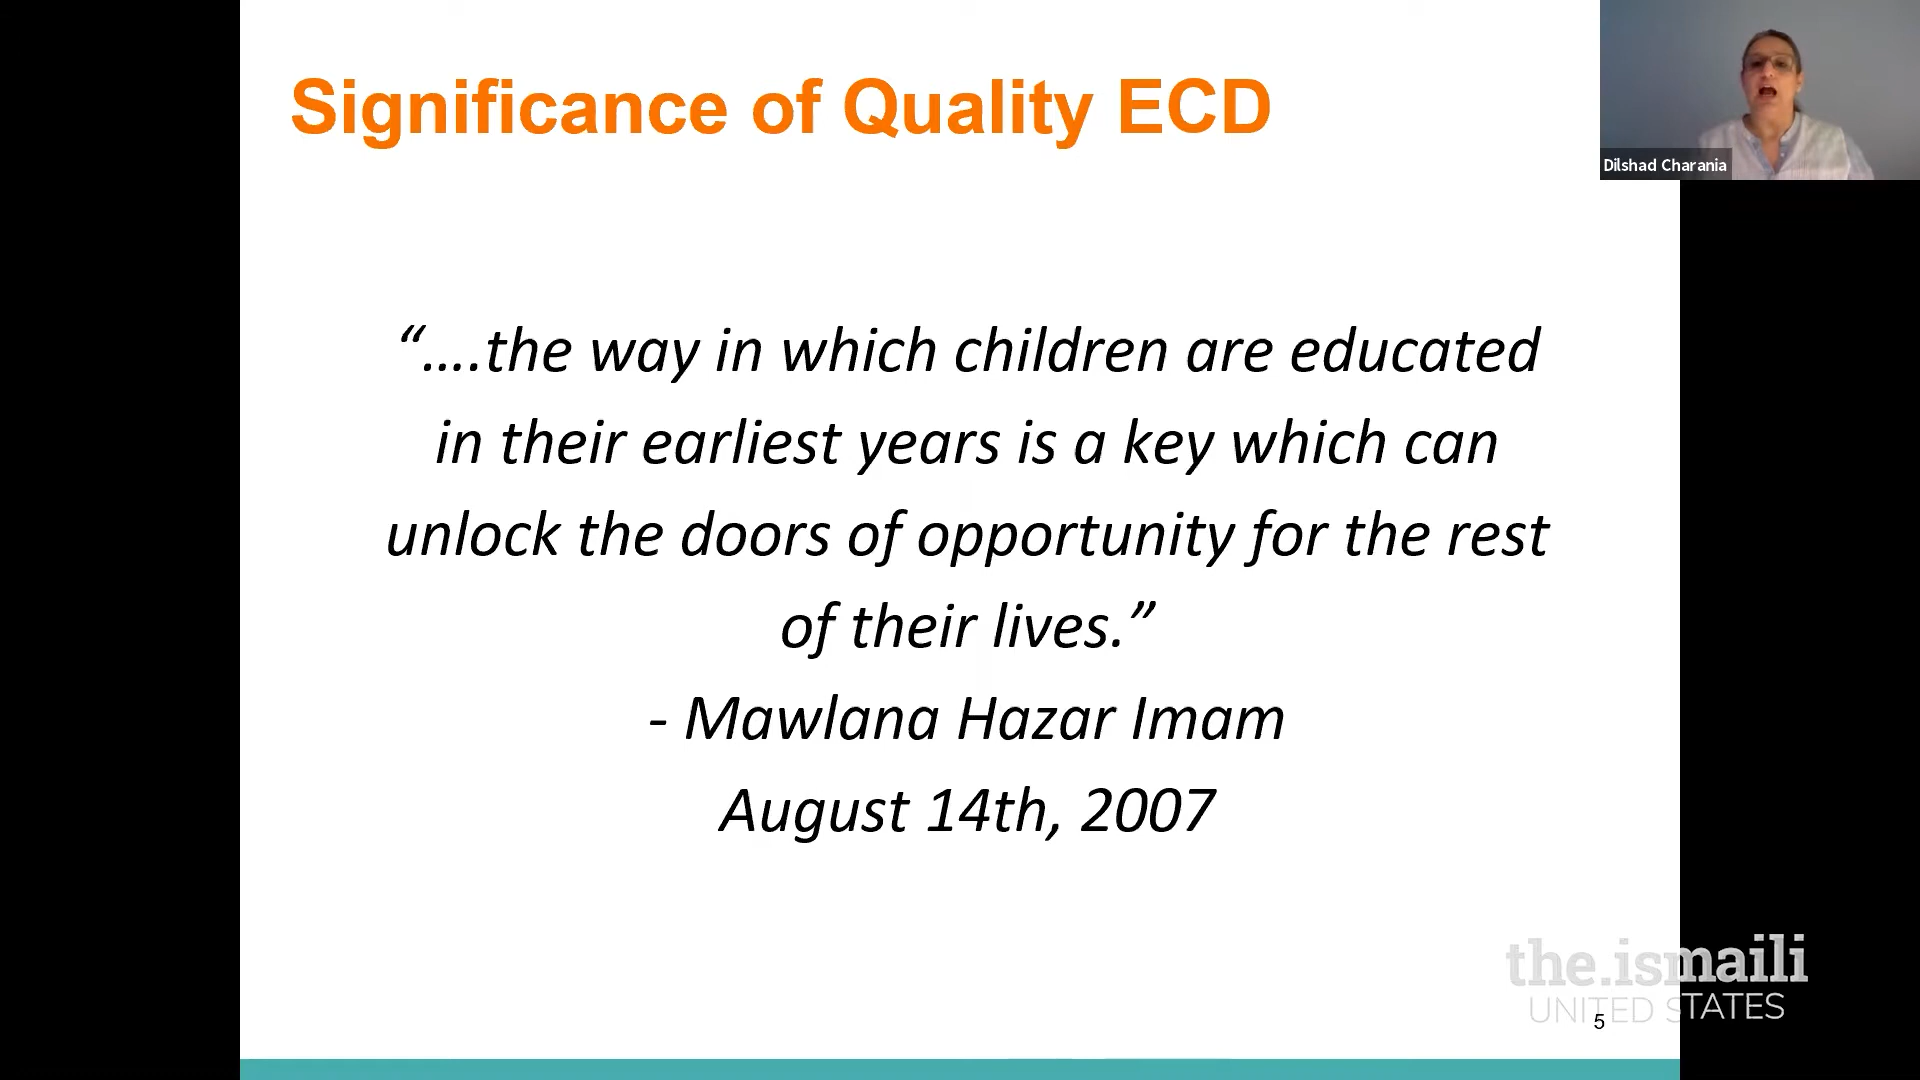 Significance of Quality ECD
Dilshad Charania
“....the way in which children are educated
in their earliest years is a key which can
unlock the doors of opportunity for the rest
of their lives.”
- Mawlana Hazar Imam
August 14th, 2007
the.ismaili
UNITED STATES
5